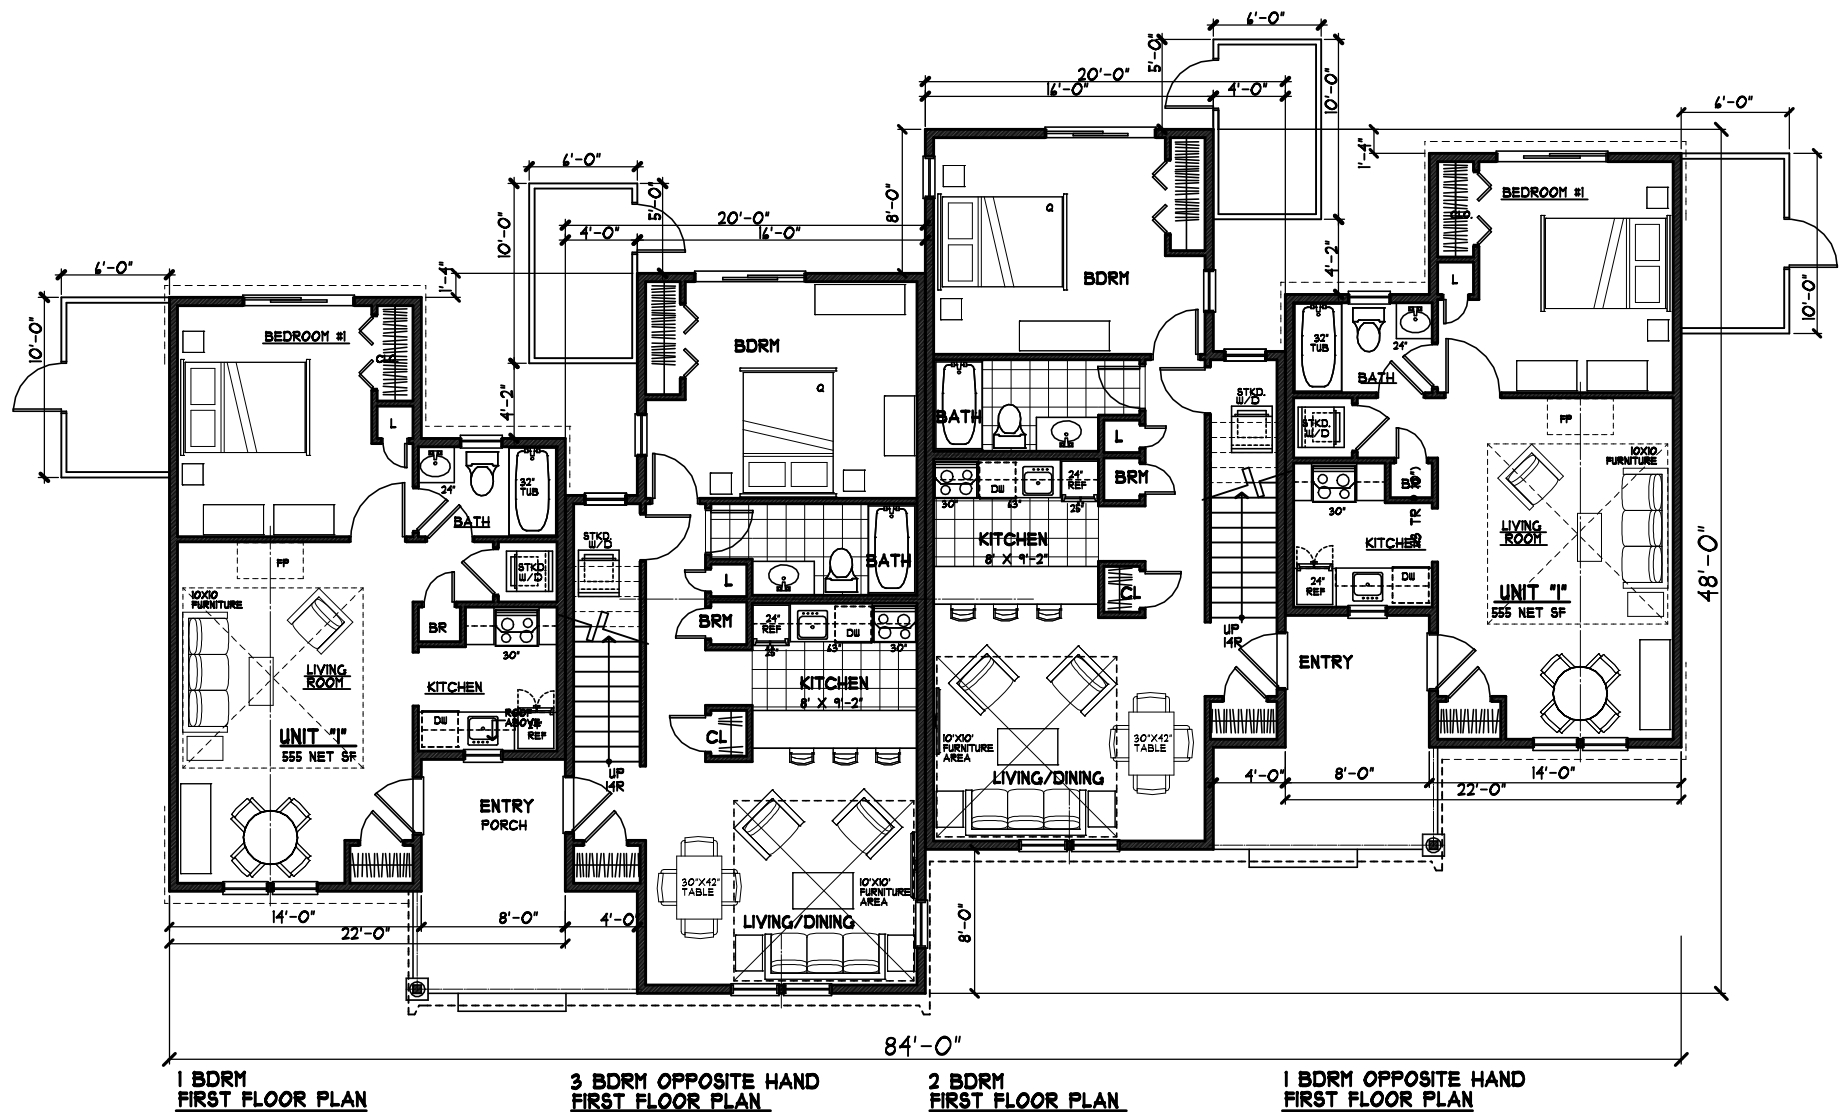 6'-0"
5'-0"
10'-0"
20'-0"
16'-0"
4'-0"
6'-0"
1'-4"
8'-0"
6'-0"
5'-0"
10'-0"
20'-0"
4'-0"
16'-0"
4'-2"
10'-0"
6'-0"
1'-4"
10'-0"
4'-2"
BEDROOM #1
L
24"
BATH
32"
TUB
FP
STKD.
W/D
10X10
FURNITURE
BR
30"
LIVING
ROOM
KITCHEN
DW
ROOF
ABOVE
24"
REF
UNIT "1"
555 NET SF
ENTRY
PORCH
14'-0"
8'-0"
4'-0"
22'-0"
BDRM
Q
STKD.
W/D
BATH
L
BRM
24"
REF
DW
63"
30"
KITCHEN
8' X 9'-2"
CL
UP
14R
30"X42"
TABLE
10'X10'
FURNITURE
AREA
LIVING/DINING
Q
BDRM
BATH
L
BRM
30"
DW
63"
24"
REF
25"
KITCHEN
8' X 9'-2"
CL
STKD.
W/D
UP
14R
10'X10'
FURNITURE
AREA
30"X42"
TABLE
LIVING/DINING
8'-0"
ENTRY
BEDROOM #1
CLO.
L
32"
TUB
24"
BATH
FP
STKD.
W/D
10X10
FURNITURE
30"
KITCHEN
LIVING
ROOM
24"
REF
DW
UNIT "1"
555 NET SF
4'-0"
8'-0"
14'-0"
22'-0"
48'-0"
84'-0"
1 BDRM
FIRST FLOOR PLAN
3 BDRM OPPOSITE HAND
FIRST FLOOR PLAN
2 BDRM
FIRST FLOOR PLAN
1 BDRM OPPOSITE HAND
FIRST FLOOR PLAN